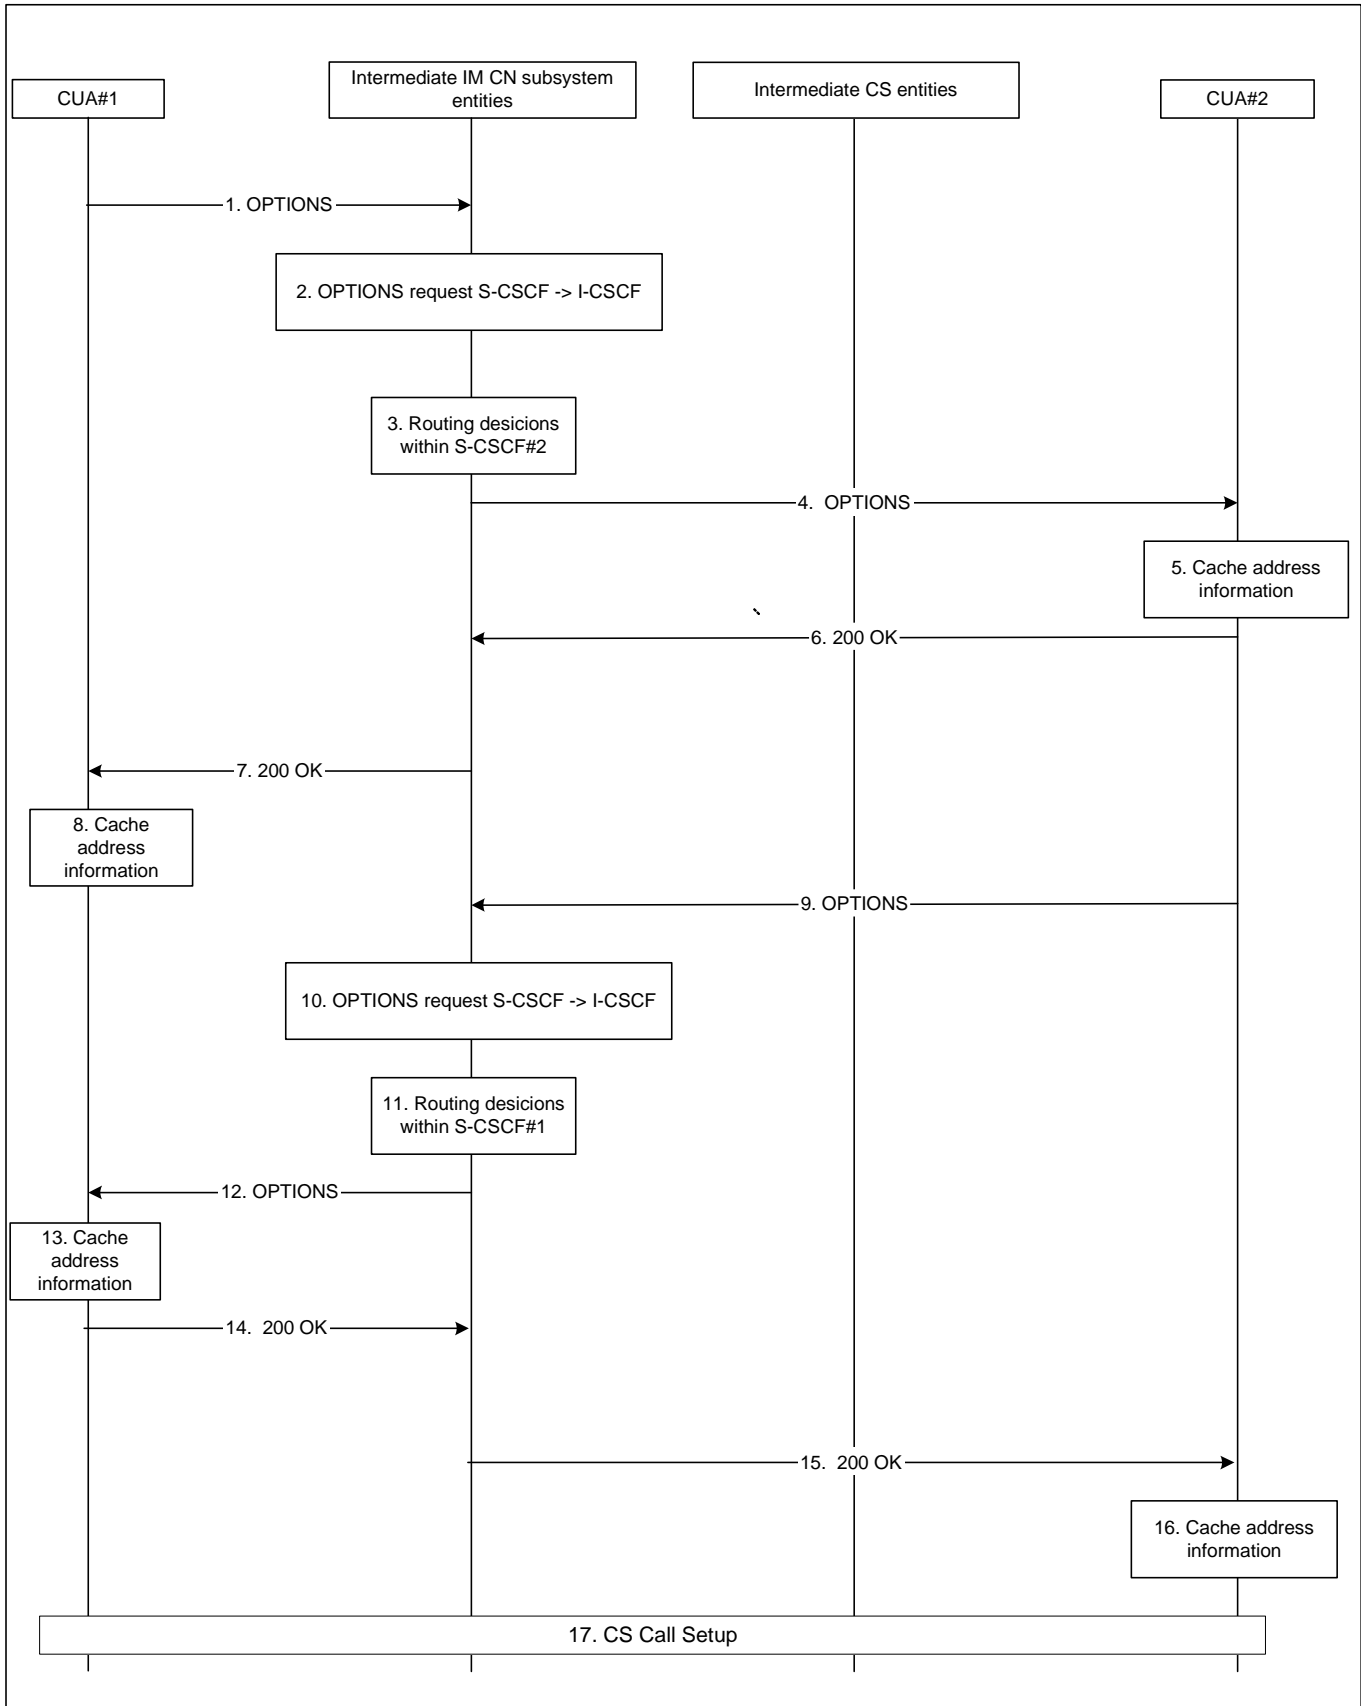 CUA#1
Intermediate IM CN subsystem
entities
Intermediate CS entities
CUA#2
1. OPTIONS
2. OPTIONS request S-CSCF -> I-CSCF
3. Routing desicions
within S-CSCF#2
4. OPTIONS
5. Cache address
information
6. 200 OK
7. 200 OK
8. Cache
address
information
9. OPTIONS
10. OPTIONS request S-CSCF -> I-CSCF
11. Routing desicions
within S-CSCF#1
12. OPTIONS
13. Cache
address
information
14. 200 OK
15. 200 OK
16. Cache address
information
17. CS Call Setup